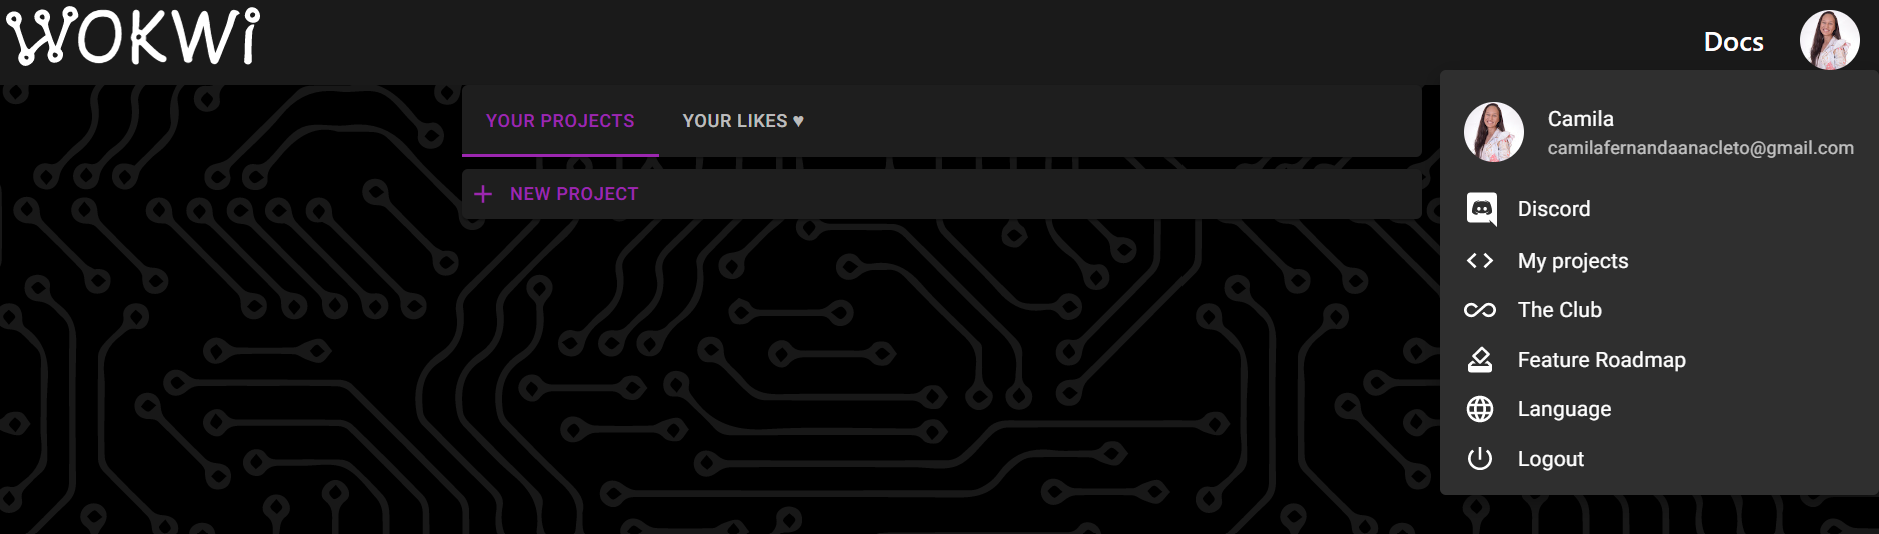 WOKWi
Docs
YOUR PROJECTS
YOUR LIKES ♥
+ NEW PROJECT
Camila
camilafernandaanacleto@gmail.com
Discord
My projects
The Club
Feature Roadmap
Language
Logout